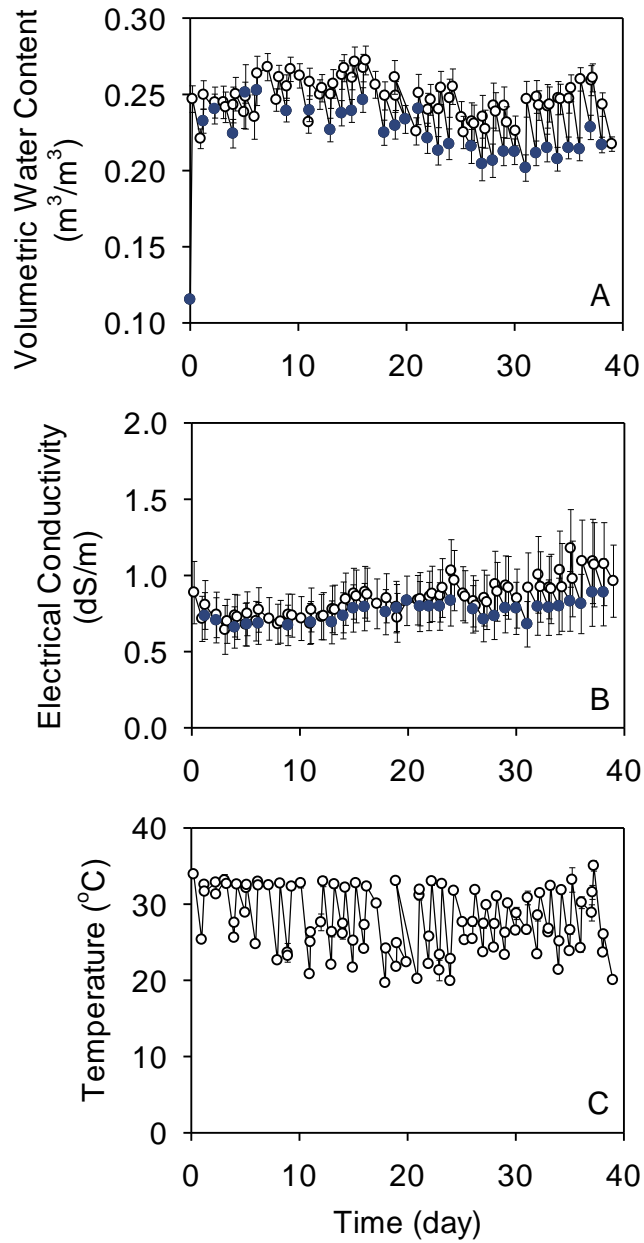 0.30
0.25
0.20
0.15
0.10
Volumetric Water Content
(m³/m³)
A
0 10 20 30 40
2.0
1.5
1.0
0.5
0.0
Electrical Conductivity
(dS/m)
B
0 10 20 30 40
40
30
20
10
0
Temperature (°C)
C
0 10 20 30 40
Time (day)